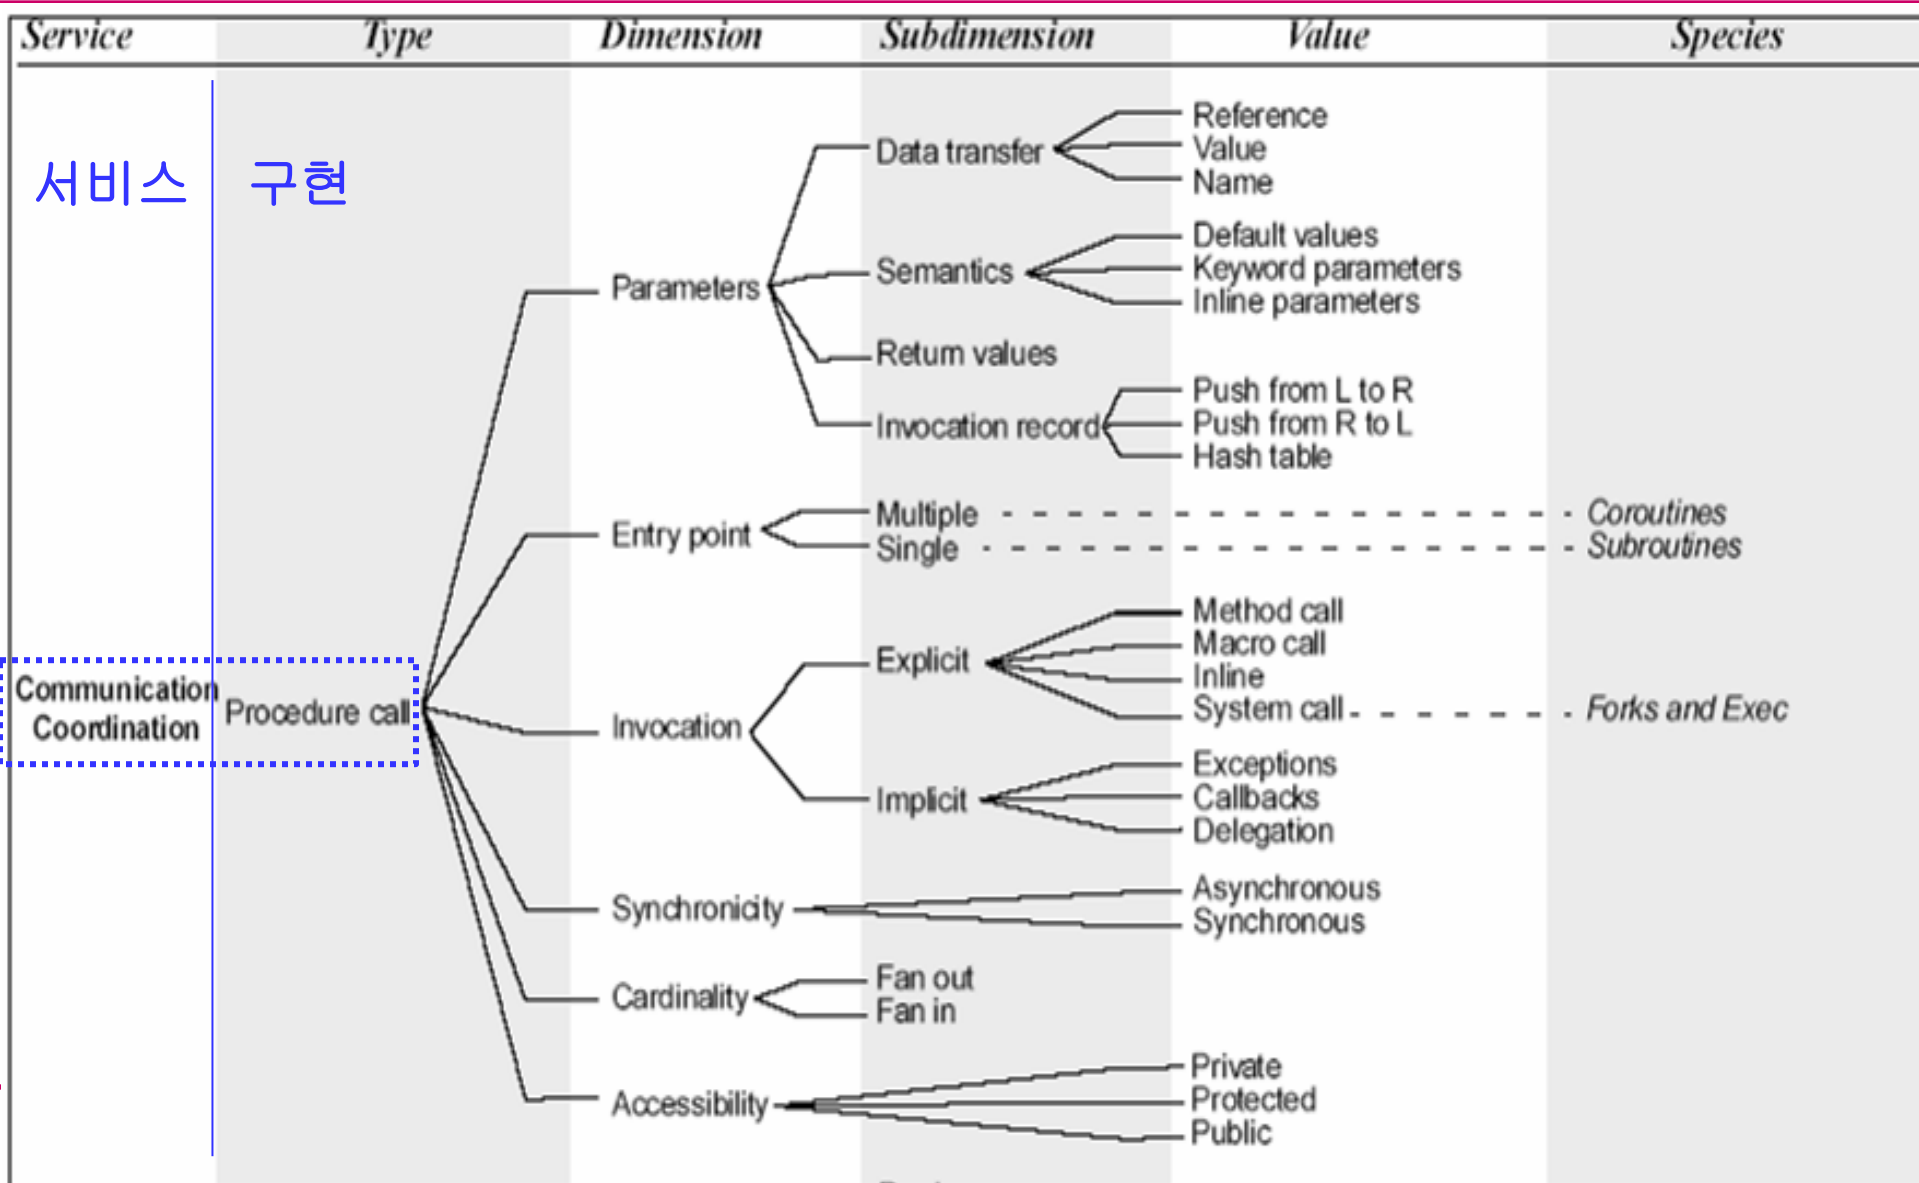 Service Type Dimension Subdimension Value Species
서비스 구현
Reference
Data transfer Value
Name
Default values
Semantics Keyword parameters
Parameters Inline parameters
Return values
Push from L to R
Invocation record Push from R to L
Hash table
Multiple Coroutines
Entry point Single Subroutines
Method call
Explicit Macro call
Inline
Communication Procedure call Invocation System call Forks and Exec
Coordination
Exceptions
Implicit Callbacks
Delegation
Asynchronous
Synchronicity Synchronous
Fan out
Cardinality Fan in
Private
Accessibility Protected
Public